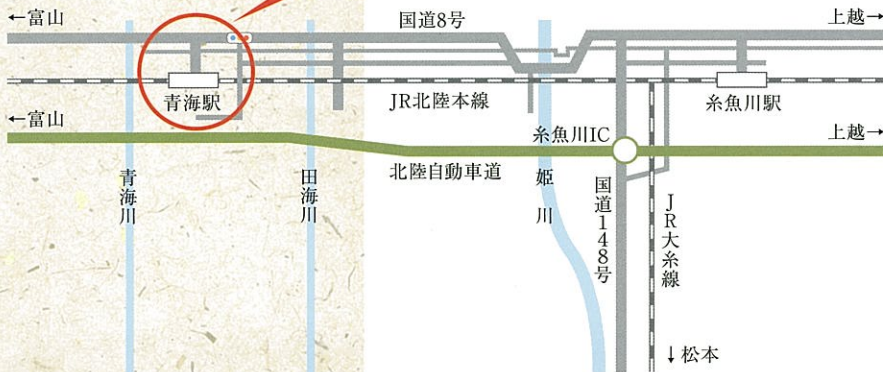 ←富山
国道8号
上越→
青海駅
JR北陸本線
糸魚川駅
←富山
糸魚川IC
上越→
北陸自動車道
青海川
田海川
姫川
国道148号
JR大糸線
↓松本